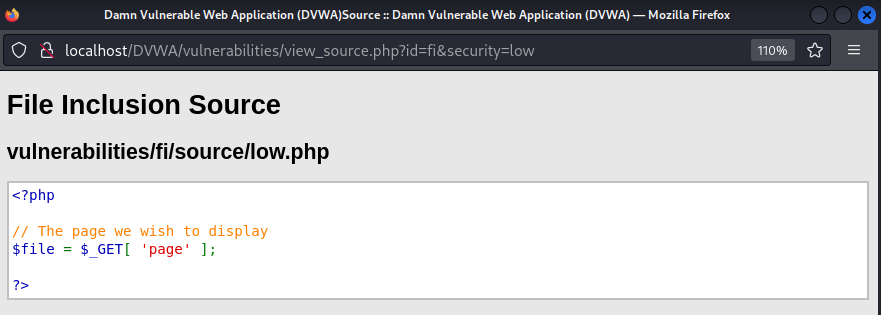 Damn Vulnerable Web Application (DVWA)Source :: Damn Vulnerable Web Application (DVWA) — Mozilla Firefox
localhost/DVWA/vulnerabilities/view_source.php?id=fi&security=low 110%
File Inclusion Source
vulnerabilities/fi/source/low.php
<?php
// The page we wish to display
$file = $_GET[ 'page' ];
?>